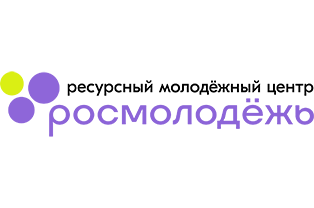 ресурсный молодёжный центр
росмолодёжь